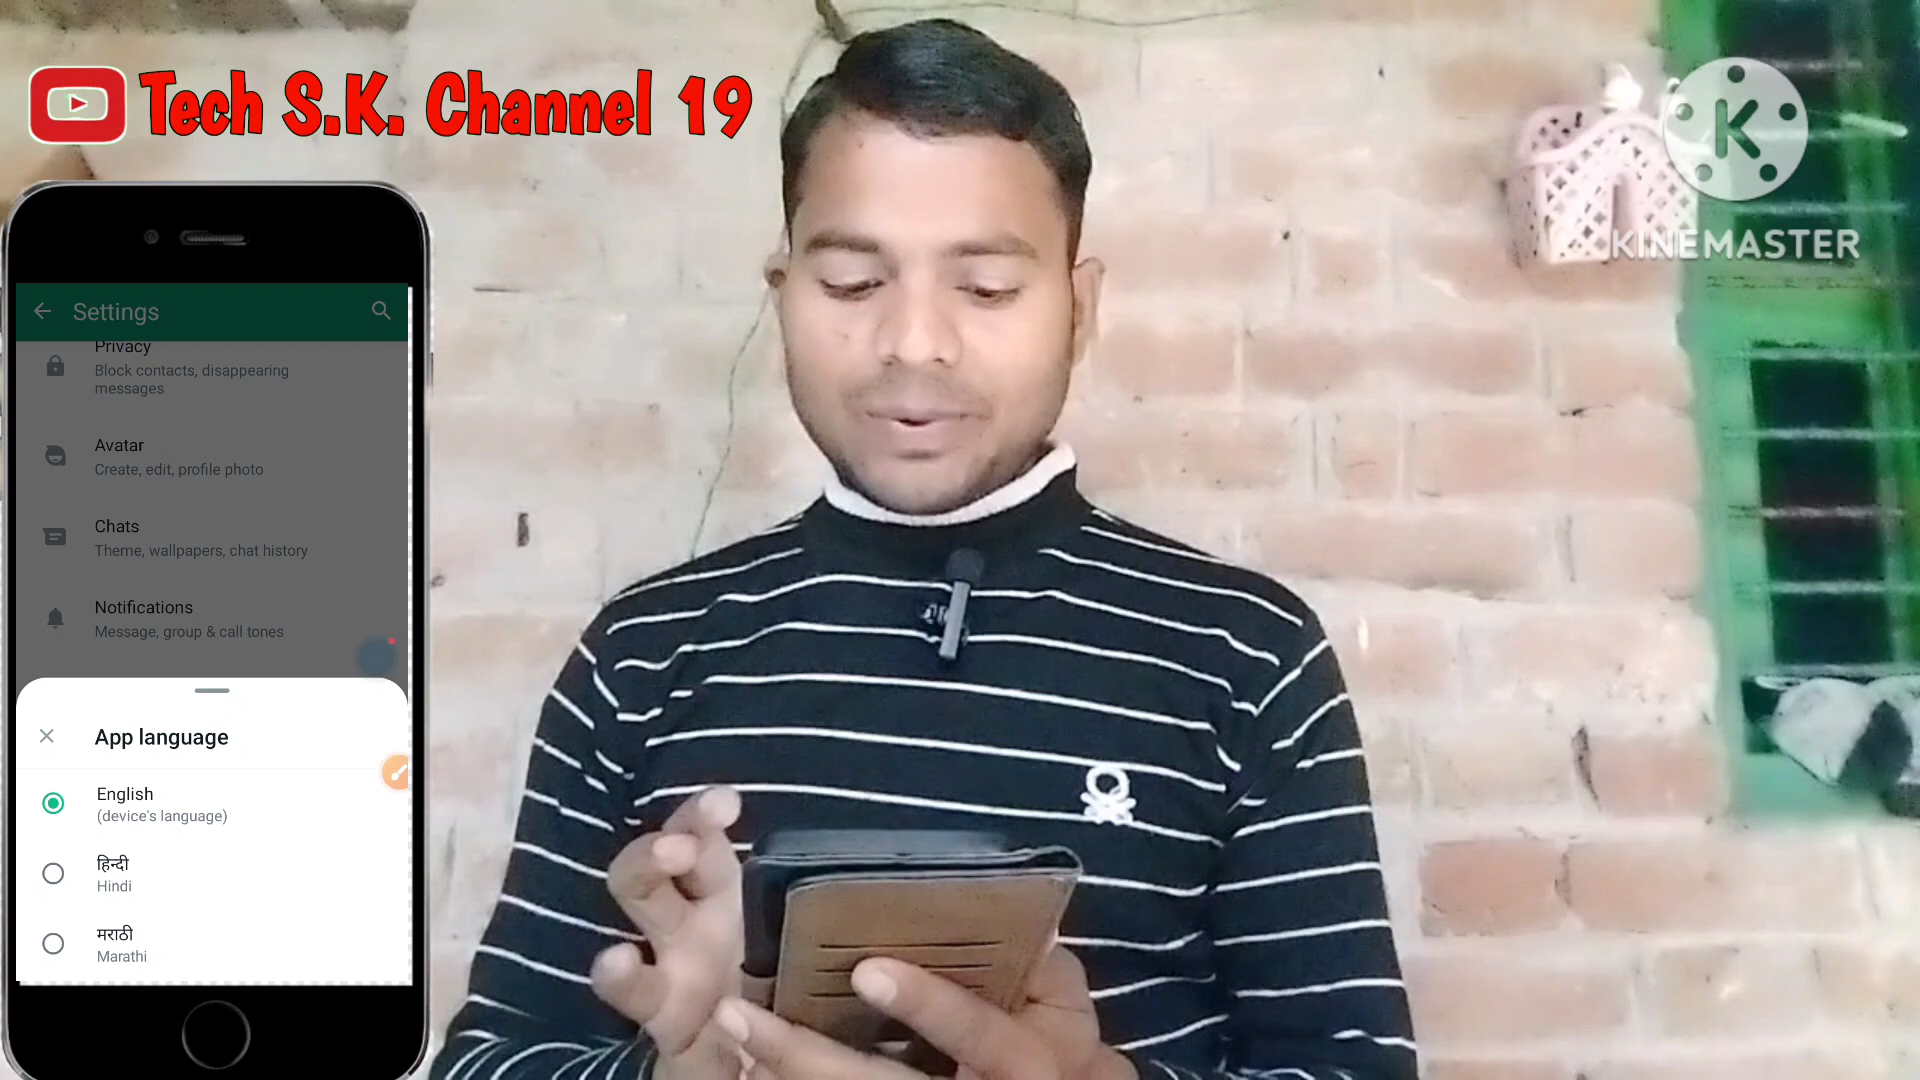 Tech S.K. Channel 19
KINEMASTER
Settings
Privacy
Block contacts, disappearing
messages
Avatar
Create, edit, profile photo
Chats
Theme, wallpapers, chat history
Notifications
Message, group & call tones
App language
English
(device's language)
हिन्दी
Hindi
मराठी
Marathi